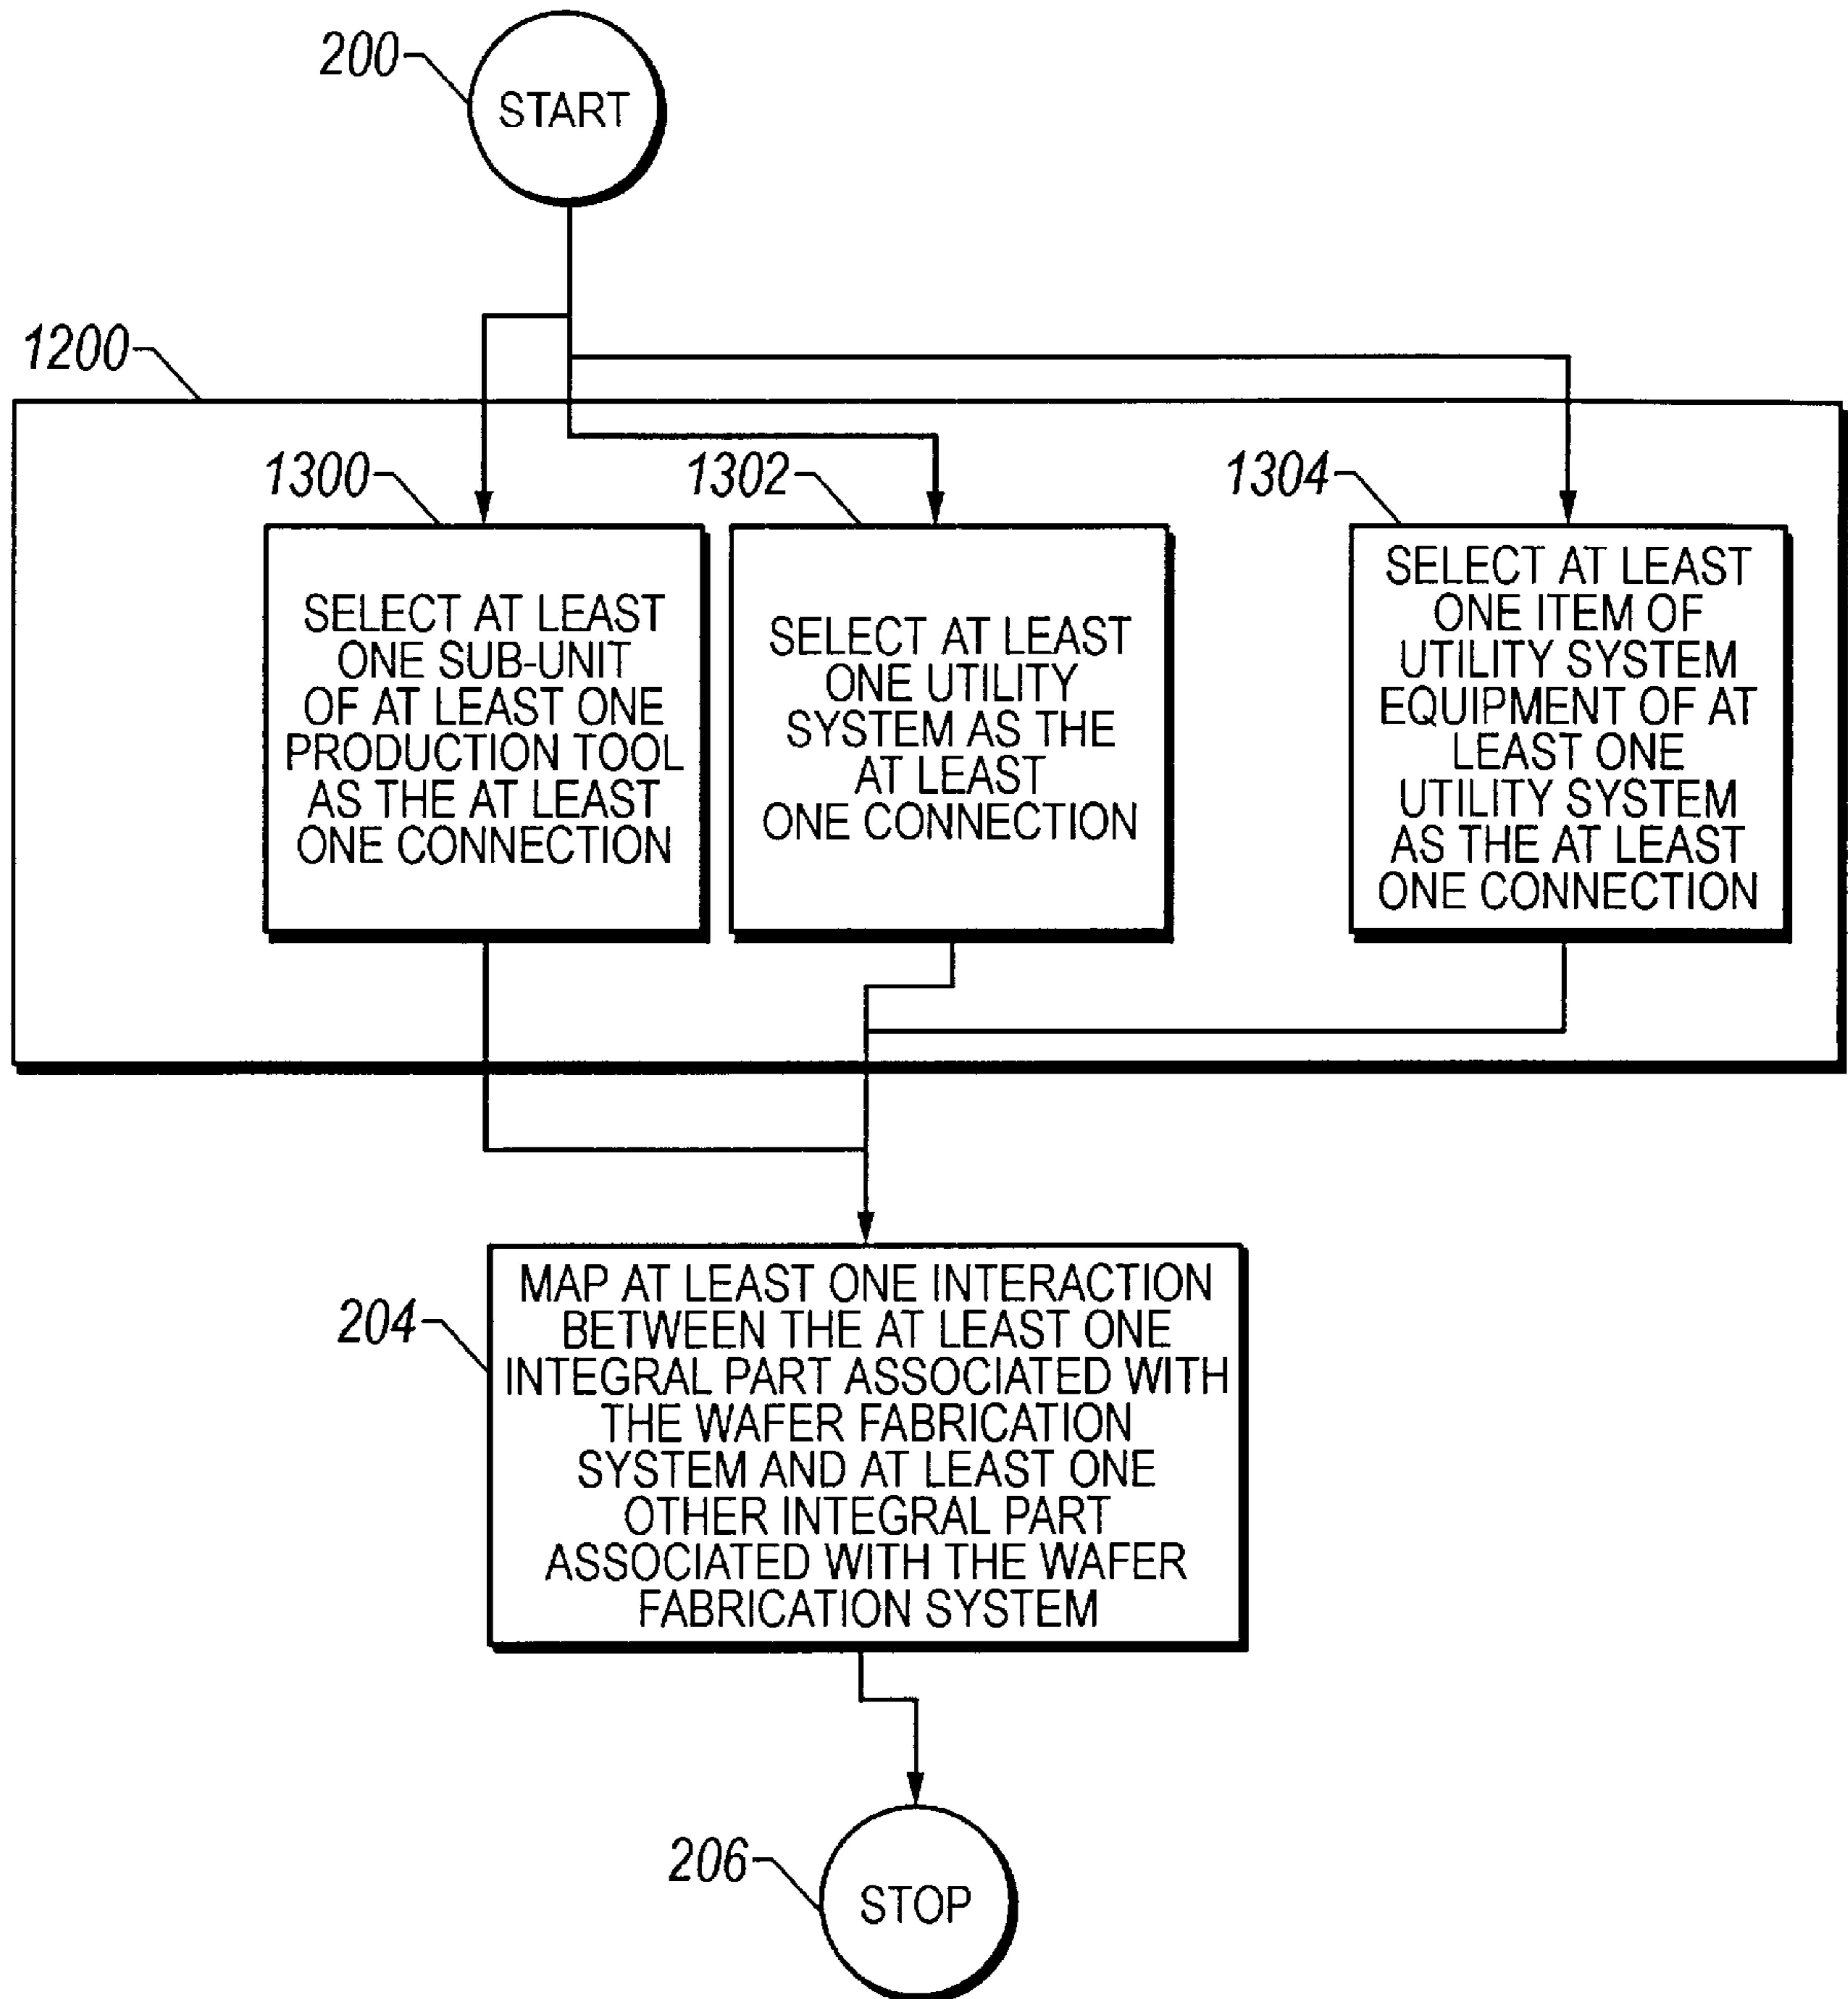 200
START
1200
1300
1302
1304
SELECT AT LEAST
ONE SUB-UNIT
OF AT LEAST ONE
PRODUCTION TOOL
AS THE AT LEAST
ONE CONNECTION
SELECT AT LEAST
ONE UTILITY
SYSTEM AS THE
AT LEAST
ONE CONNECTION
SELECT AT LEAST
ONE ITEM OF
UTILITY SYSTEM
EQUIPMENT OF AT
LEAST ONE
UTILITY SYSTEM
AS THE AT LEAST
ONE CONNECTION
204
MAP AT LEAST ONE INTERACTION
BETWEEN THE AT LEAST ONE
INTEGRAL PART ASSOCIATED WITH
THE WAFER FABRICATION
SYSTEM AND AT LEAST ONE
OTHER INTEGRAL PART
ASSOCIATED WITH THE WAFER
FABRICATION SYSTEM
206
STOP